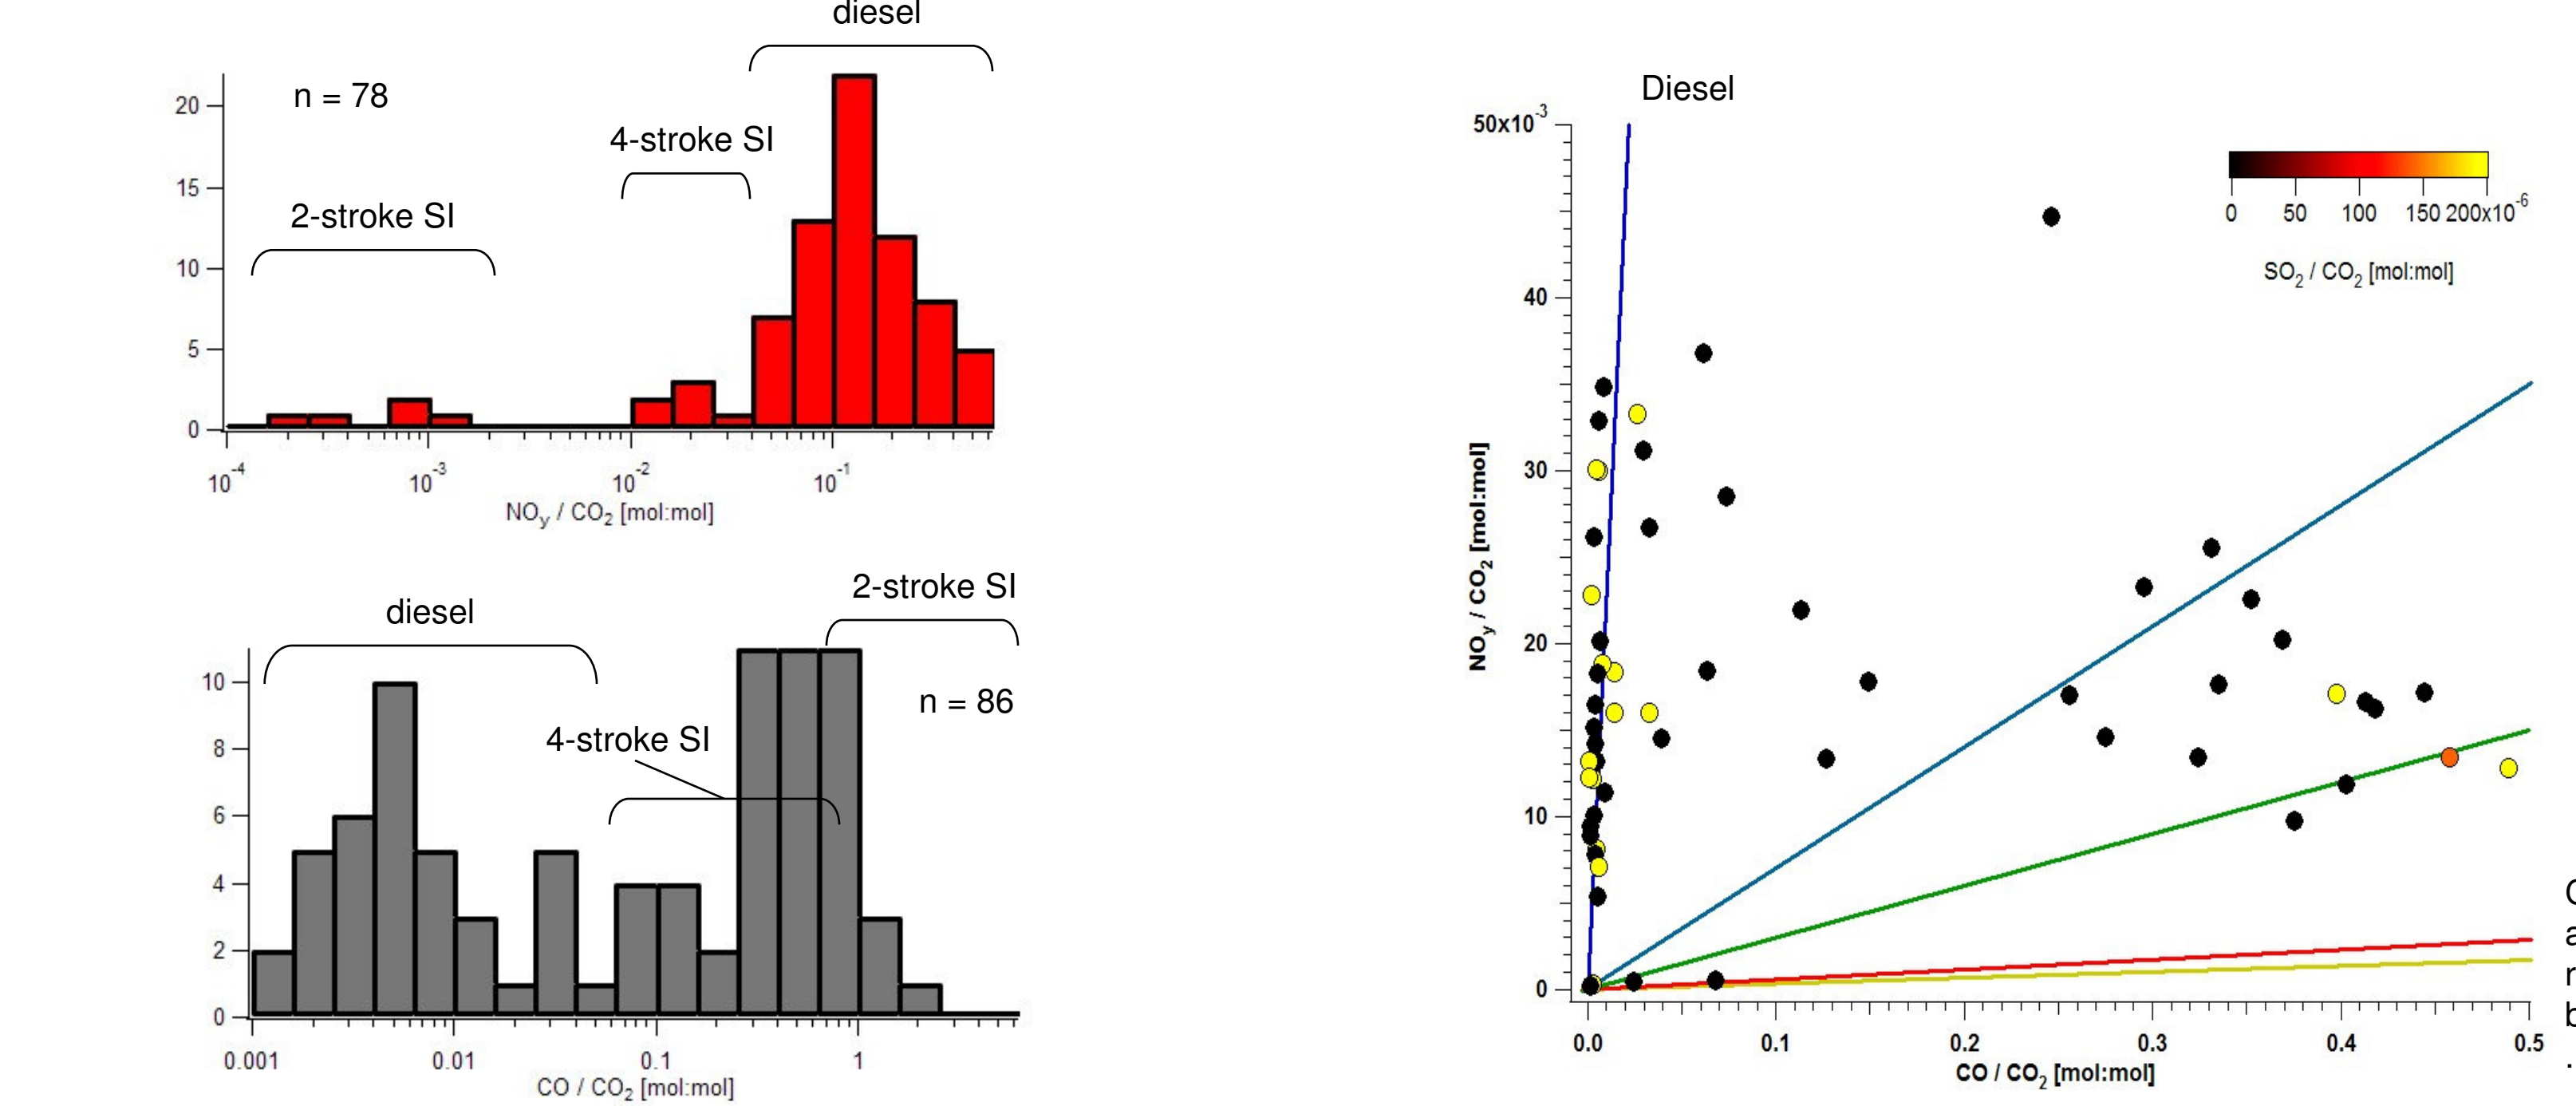 diesel
n = 78
4-stroke SI
2-stroke SI
20
15
10
5
0
10-4
10-3
10-2
10-1
NOy / CO2 [mol:mol]
2-stroke SI
diesel
n = 86
4-stroke SI
10
8
6
4
2
0
0.001
0.01
0.1
1
CO / CO2 [mol:mol]
Diesel
50x10-3
40
30
20
10
0
NOy / CO2 [mol:mol]
0 50 100 150 200x10-6
SO2 / CO2 [mol:mol]
0.0 0.1 0.2 0.3 0.4 0.5
CO / CO2 [mol:mol]